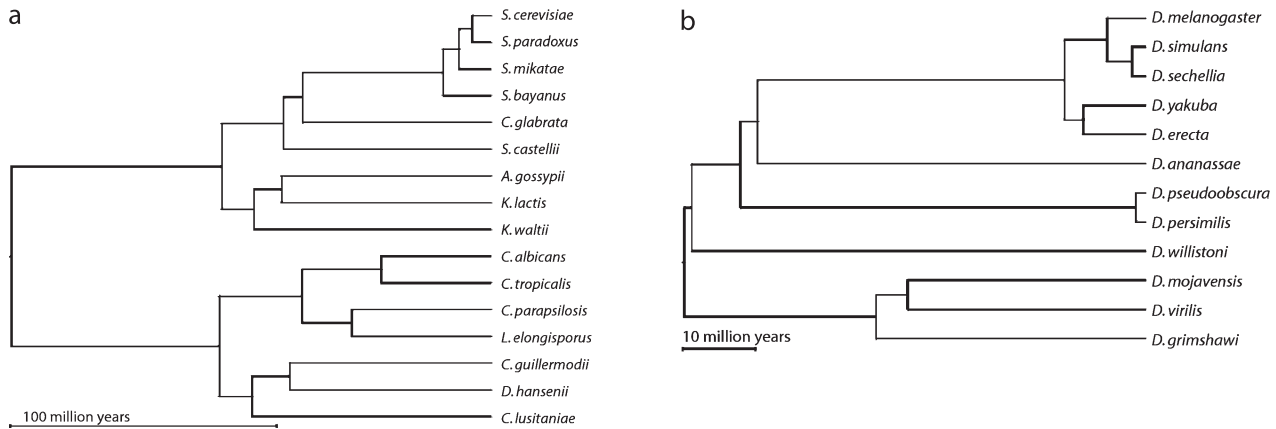 a
S. cerevisiae
S. paradoxus
S. mikatae
S. bayanus
C. glabrata
S. castellii
A. gossypii
K. lactis
K. waltii
C. albicans
C. tropicalis
C. parapsilosis
L. elongisporus
C. guillermodii
D. hansenii
C. lusitaniae
100 million years
b
D. melanogaster
D. simulans
D. sechellia
D. yakuba
D. erecta
D. ananassae
D. pseudoobscura
D. persimilis
D. willistoni
D. mojavensis
D. virilis
D. grimshawi
10 million years